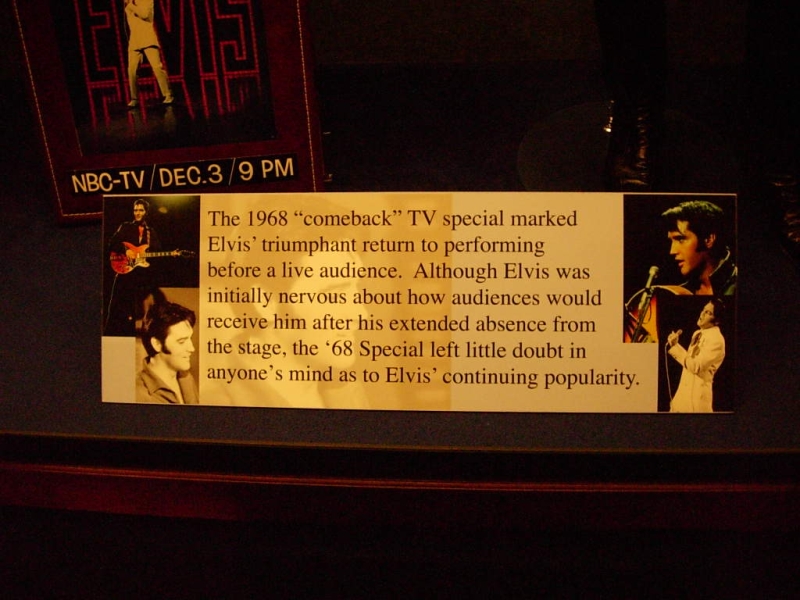 ELVIS
NBC-TV/DEC.3/9 PM
The 1968 “comeback” TV special marked
Elvis’ triumphant return to performing
before a live audience. Although Elvis was
initially nervous about how audiences would
receive him after his extended absence from
the stage, the ‘68 Special left little doubt in
anyone’s mind as to Elvis’ continuing popularity.